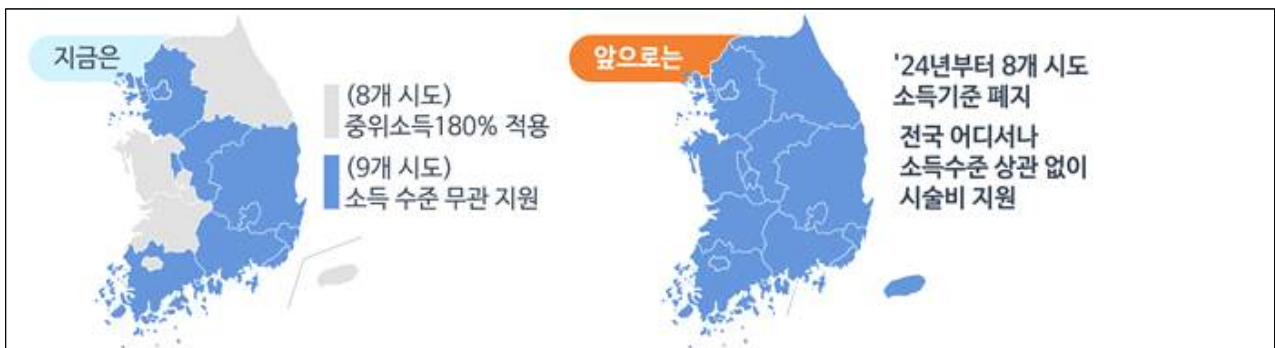 지금은
(8개 시도)
중위소득180% 적용
(9개 시도)
소득 수준 무관 지원
앞으로는
'24년부터 8개 시도
소득기준 폐지
전국 어디서나
소득수준 상관 없이
시술비 지원